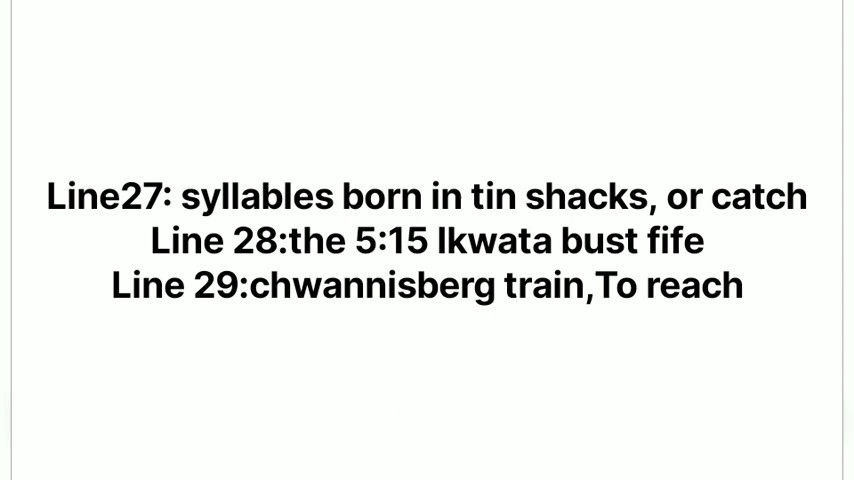 Line27: syllables born in tin shacks, or catch
Line 28:the 5:15 lkwata bust fife
Line 29:chwannisberg train,To reach